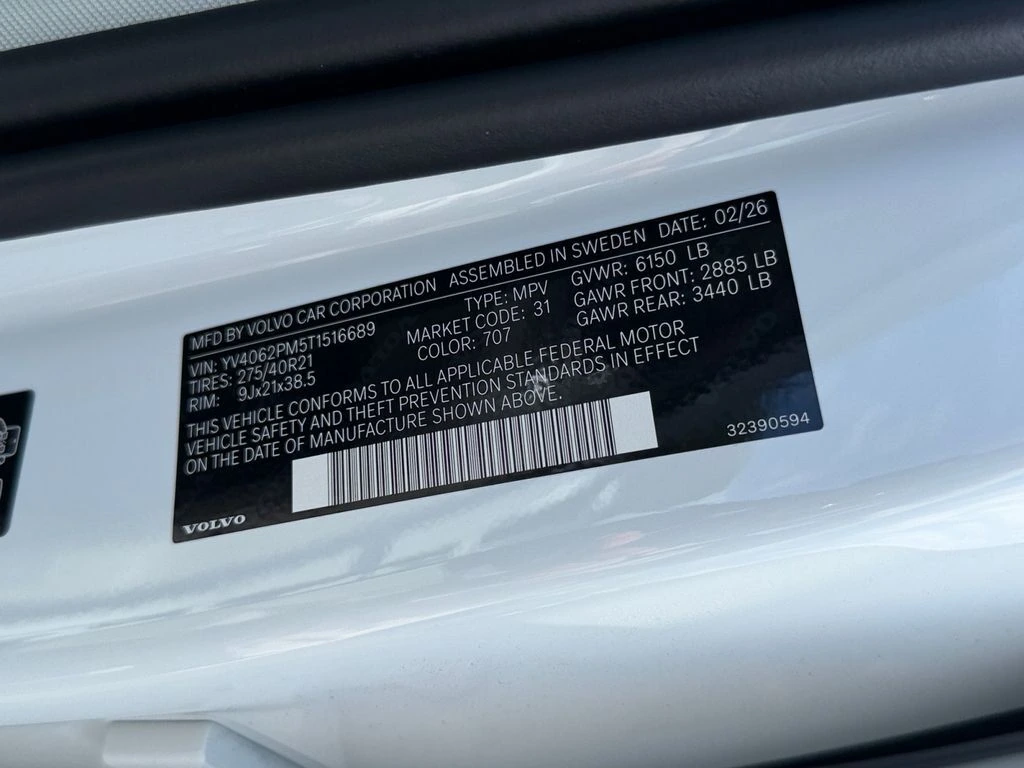 MFD BY VOLVO CAR CORPORATION ASSEMBLED IN SWEDEN DATE: 02/26
VIN: YV4062PM5T1516689 TYPE: MPV GVWR: 6150 LB
TIRES: 275/40R21 MARKET CODE: 31 GAWR FRONT: 2885 LB
RIM: 9Jx21x38.5 COLOR: 707 GAWR REAR: 3440 LB
THIS VEHICLE CONFORMS TO ALL APPLICABLE FEDERAL MOTOR
VEHICLE SAFETY AND THEFT PREVENTION STANDARDS IN EFFECT
ON THE DATE OF MANUFACTURE SHOWN ABOVE.
32390594
VOLVO